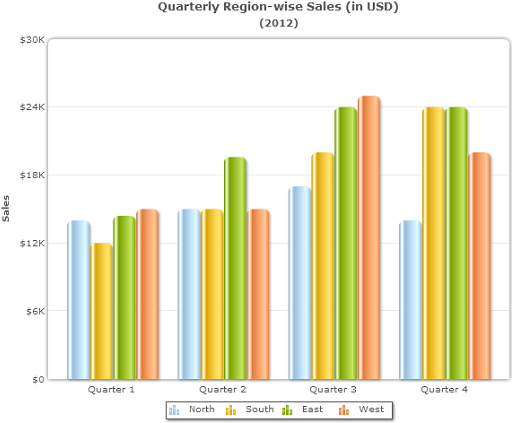 Quarterly Region-wise Sales (in USD)
(2012)
$30K
$24K
$18K
$12K
$6K
$0
Sales
Quarter 1 Quarter 2 Quarter 3 Quarter 4
North South East West